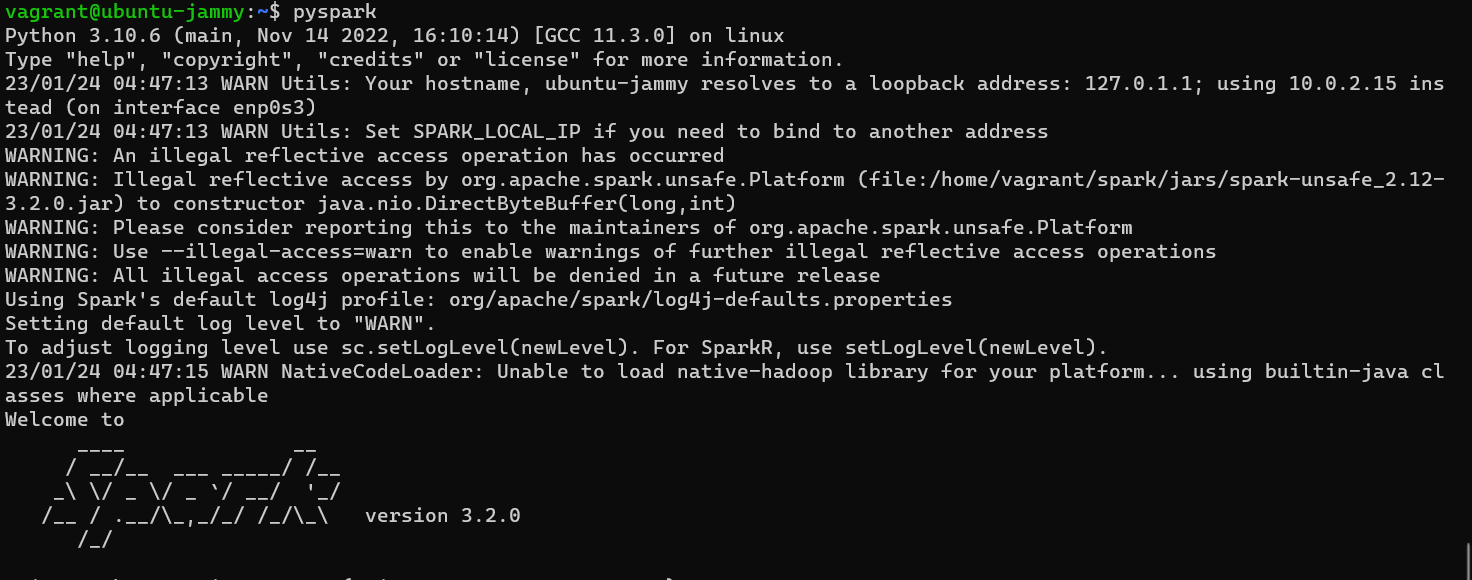 vagrant@ubuntu-jammy:~$ pyspark
Python 3.10.6 (main, Nov 14 2022, 16:10:14) [GCC 11.3.0] on linux
Type "help", "copyright", "credits" or "license" for more information.
23/01/24 04:47:13 WARN Utils: Your hostname, ubuntu-jammy resolves to a loopback address: 127.0.1.1; using 10.0.2.15 ins
tead (on interface enp0s3)
23/01/24 04:47:13 WARN Utils: Set SPARK_LOCAL_IP if you need to bind to another address
WARNING: An illegal reflective access operation has occurred
WARNING: Illegal reflective access by org.apache.spark.unsafe.Platform (file:/home/vagrant/spark/jars/spark-unsafe_2.12-
3.2.0.jar) to constructor java.nio.DirectByteBuffer(long,int)
WARNING: Please consider reporting this to the maintainers of org.apache.spark.unsafe.Platform
WARNING: Use --illegal-access=warn to enable warnings of further illegal reflective access operations
WARNING: All illegal access operations will be denied in a future release
Using Spark's default log4j profile: org/apache/spark/log4j-defaults.properties
Setting default log level to "WARN".
To adjust logging level use sc.setLogLevel(newLevel). For SparkR, use setLogLevel(newLevel).
23/01/24 04:47:15 WARN NativeCodeLoader: Unable to load native-hadoop library for your platform... using builtin-java cl
asses where applicable
Welcome to
      ____              __
     / __/__  ___ _____/ /__
    _\ \/ _ \/ _ `/ __/  '_/
   /__ / .__/\_,_/_/ /_/\_\   version 3.2.0
      /_/